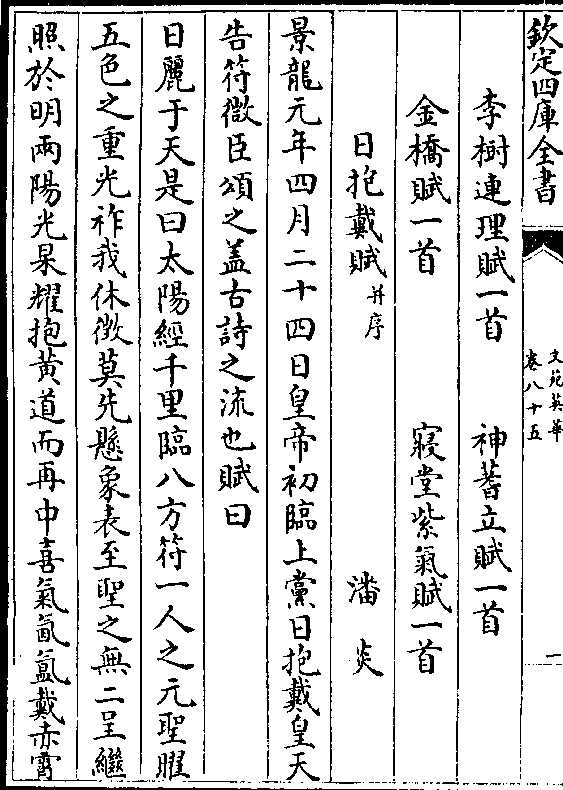 欽定四庫全書
文苑英華
卷八十五
一
李樹連理賦一首 神蓍立賦一首
金橋賦一首 寢堂紫氣賦一首
日抱戴賦 并序 潘炎
景龍元年四月二十四日皇帝初臨上黨日抱戴皇天
告符微臣頌之盖古詩之流也賦曰
日麗于天是曰太陽經千里臨八方符一人之元聖曜
五色之重光祚我休徴莫先懸象表至聖之無二呈繼
照於明兩陽光杲耀抱黄道而再中喜氣氤氲戴赤霄